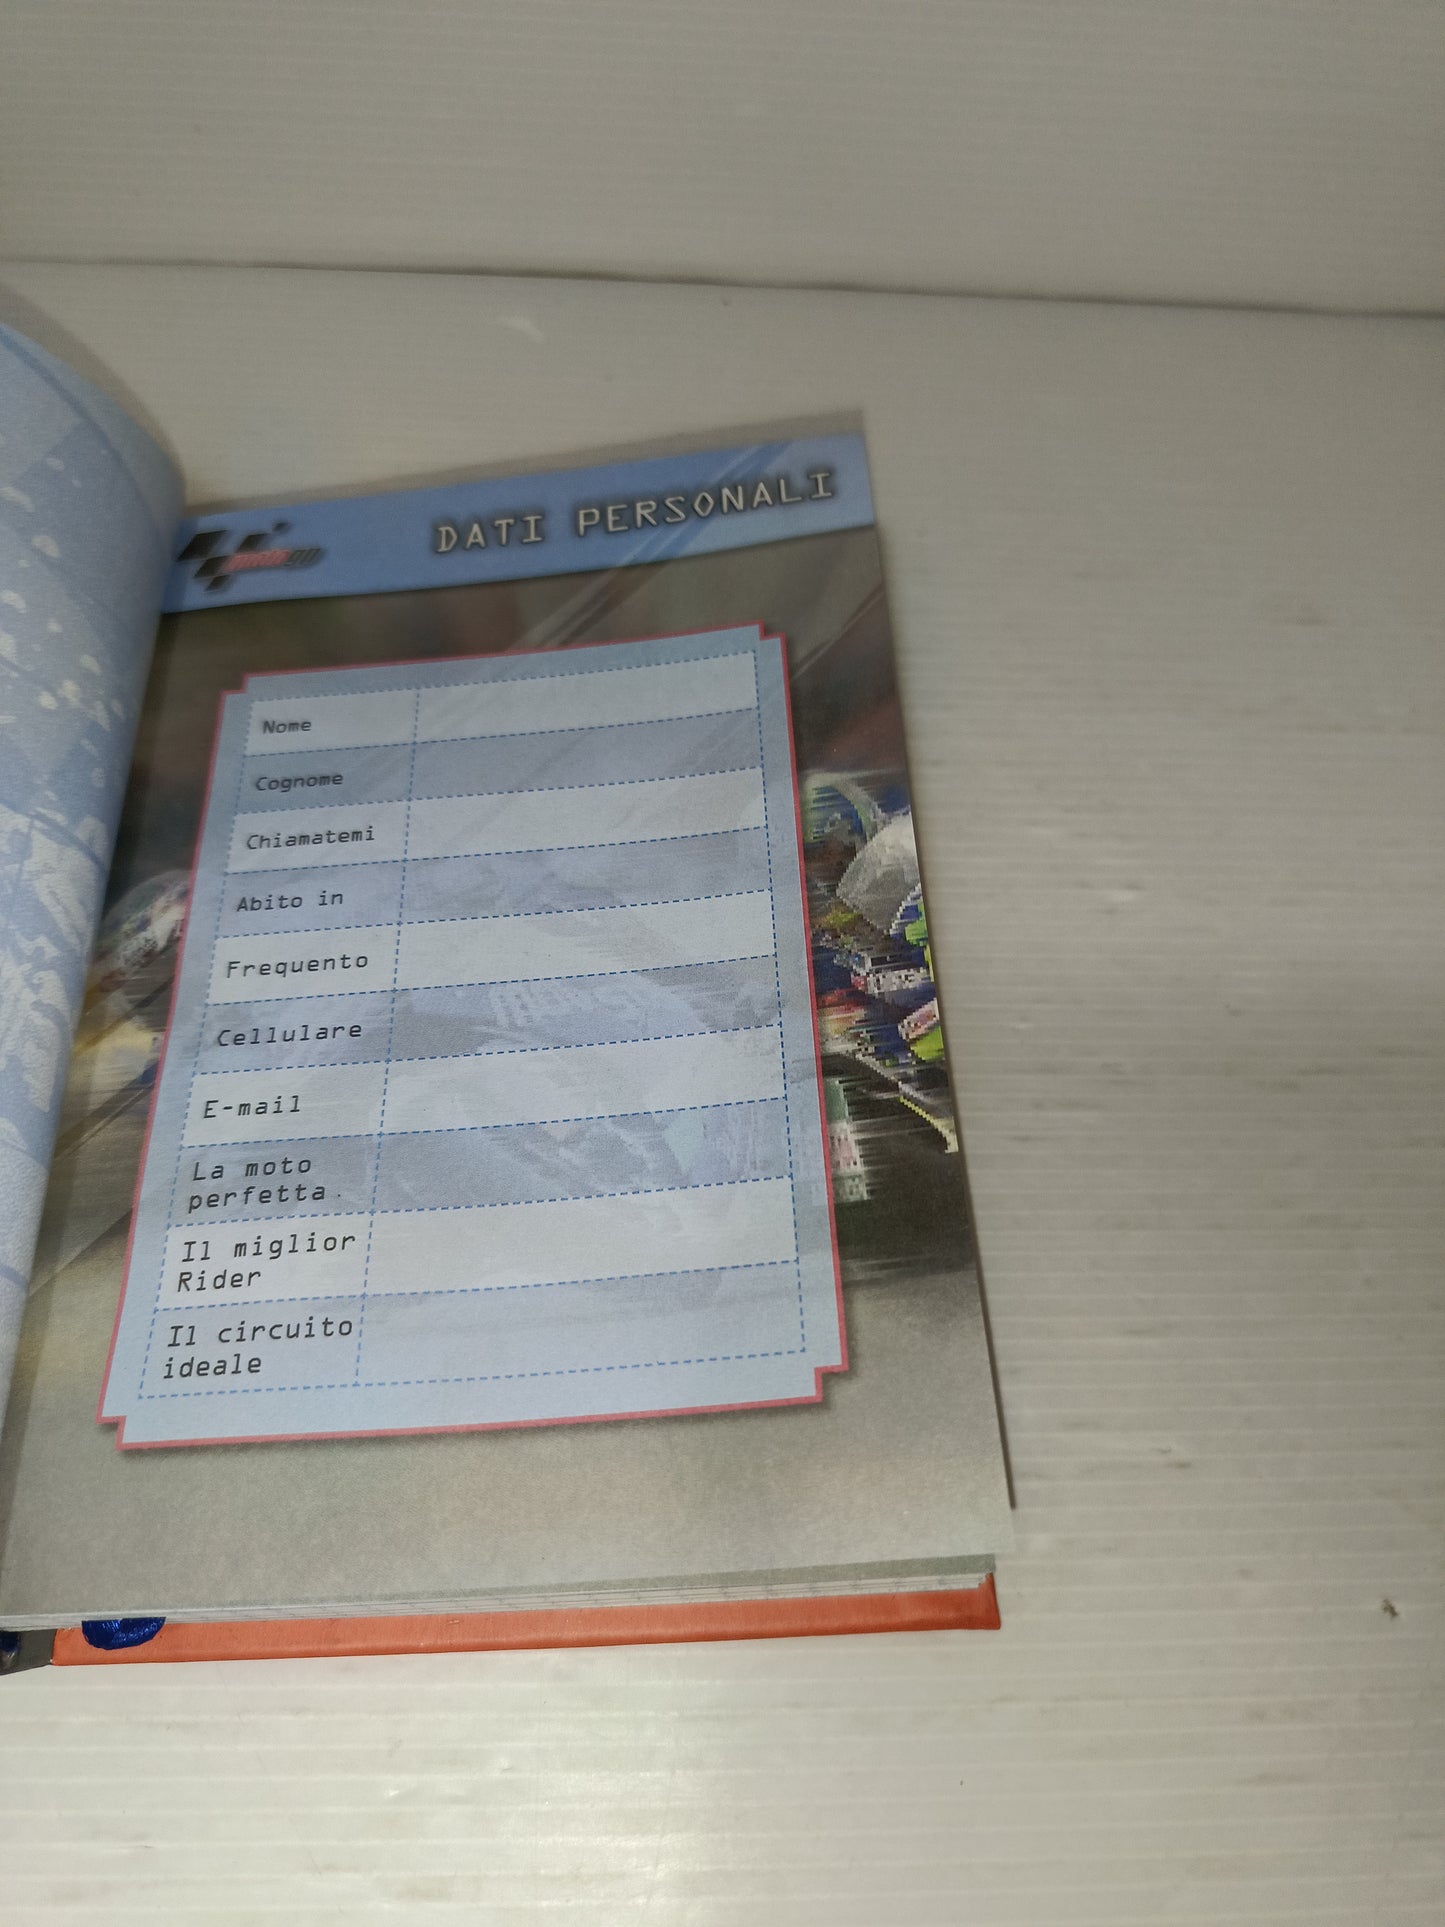 motogp
DATI PERSONALI
Nome
Cognome
Chiamatemi
Abito in
Frequento
Cellulare
E-mail
La moto
perfetta
Il miglior
Rider
Il circuito
ideale